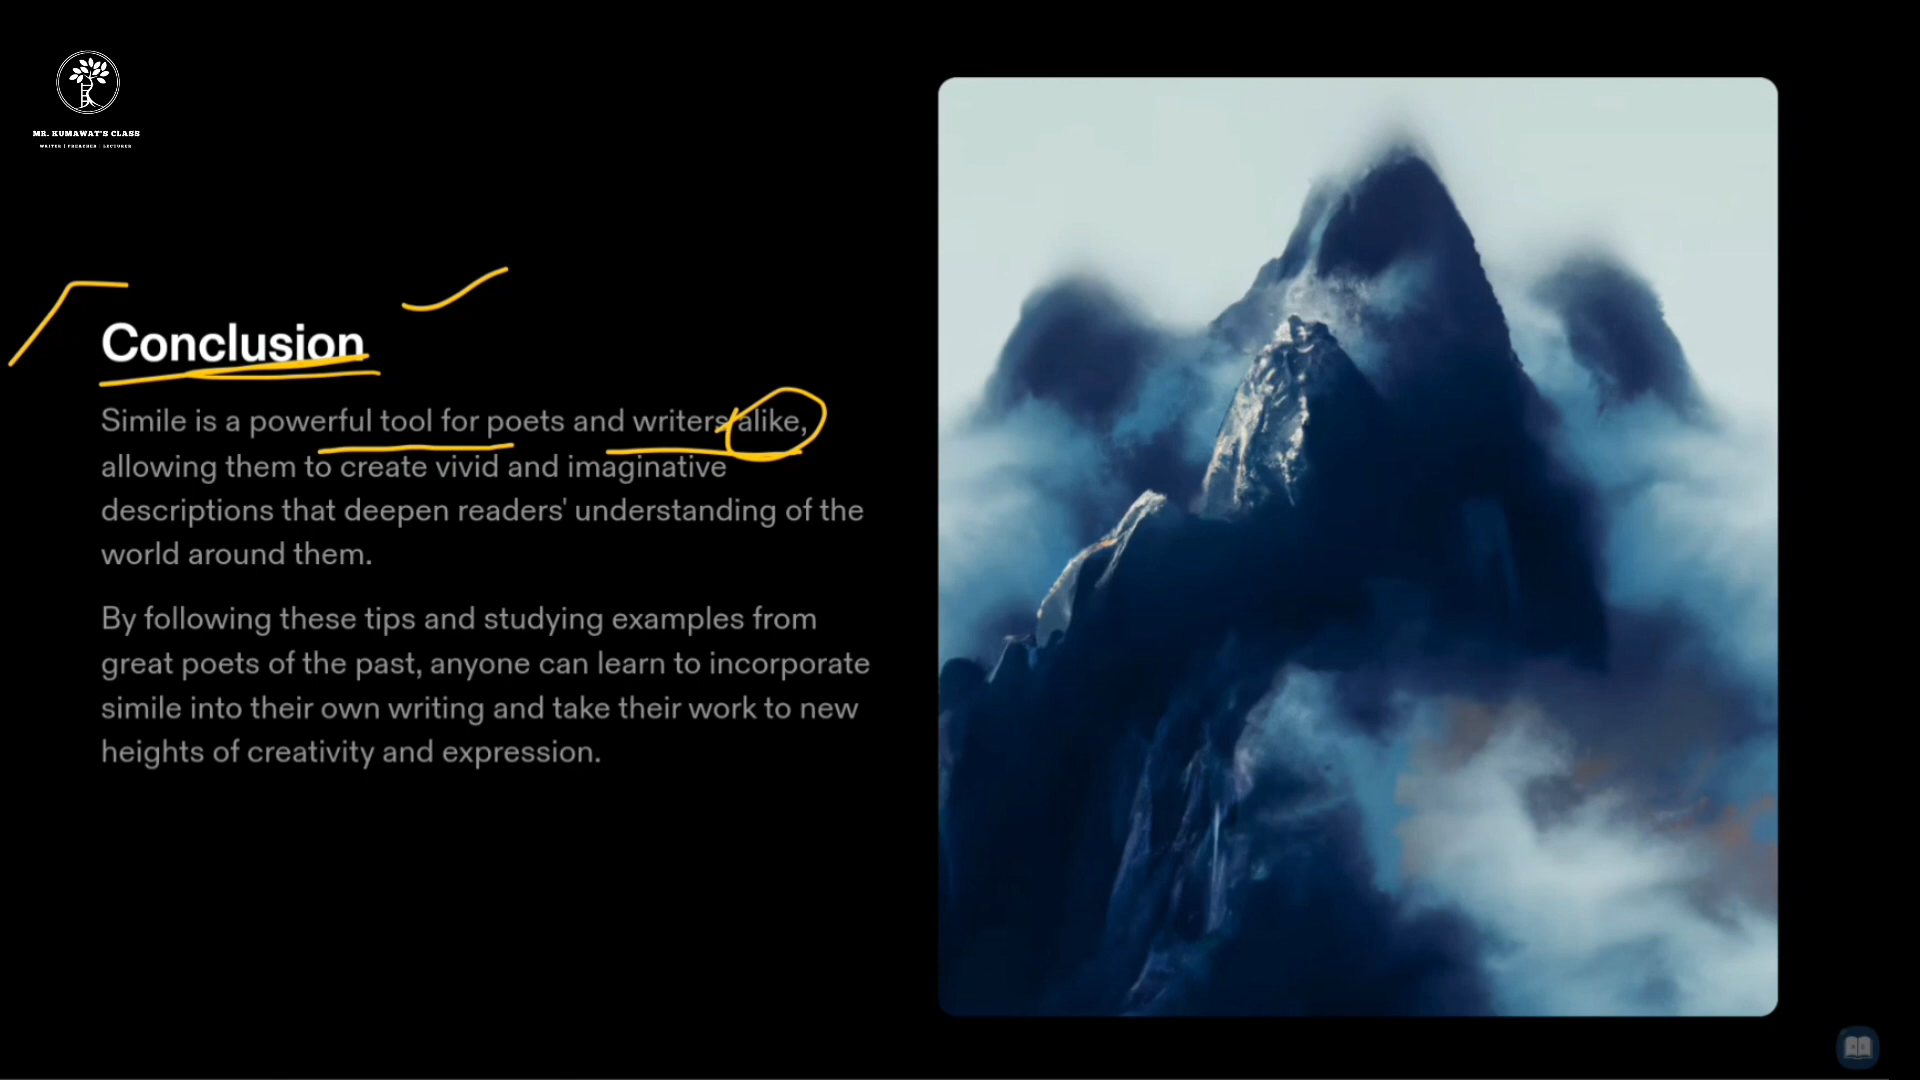 MR. KUMAWAT'S CLASS
WRITER | PREACHER | LECTURER
Conclusion
Simile is a powerful tool for poets and writers alike,
allowing them to create vivid and imaginative
descriptions that deepen readers' understanding of the
world around them.
By following these tips and studying examples from
great poets of the past, anyone can learn to incorporate
simile into their own writing and take their work to new
heights of creativity and expression.